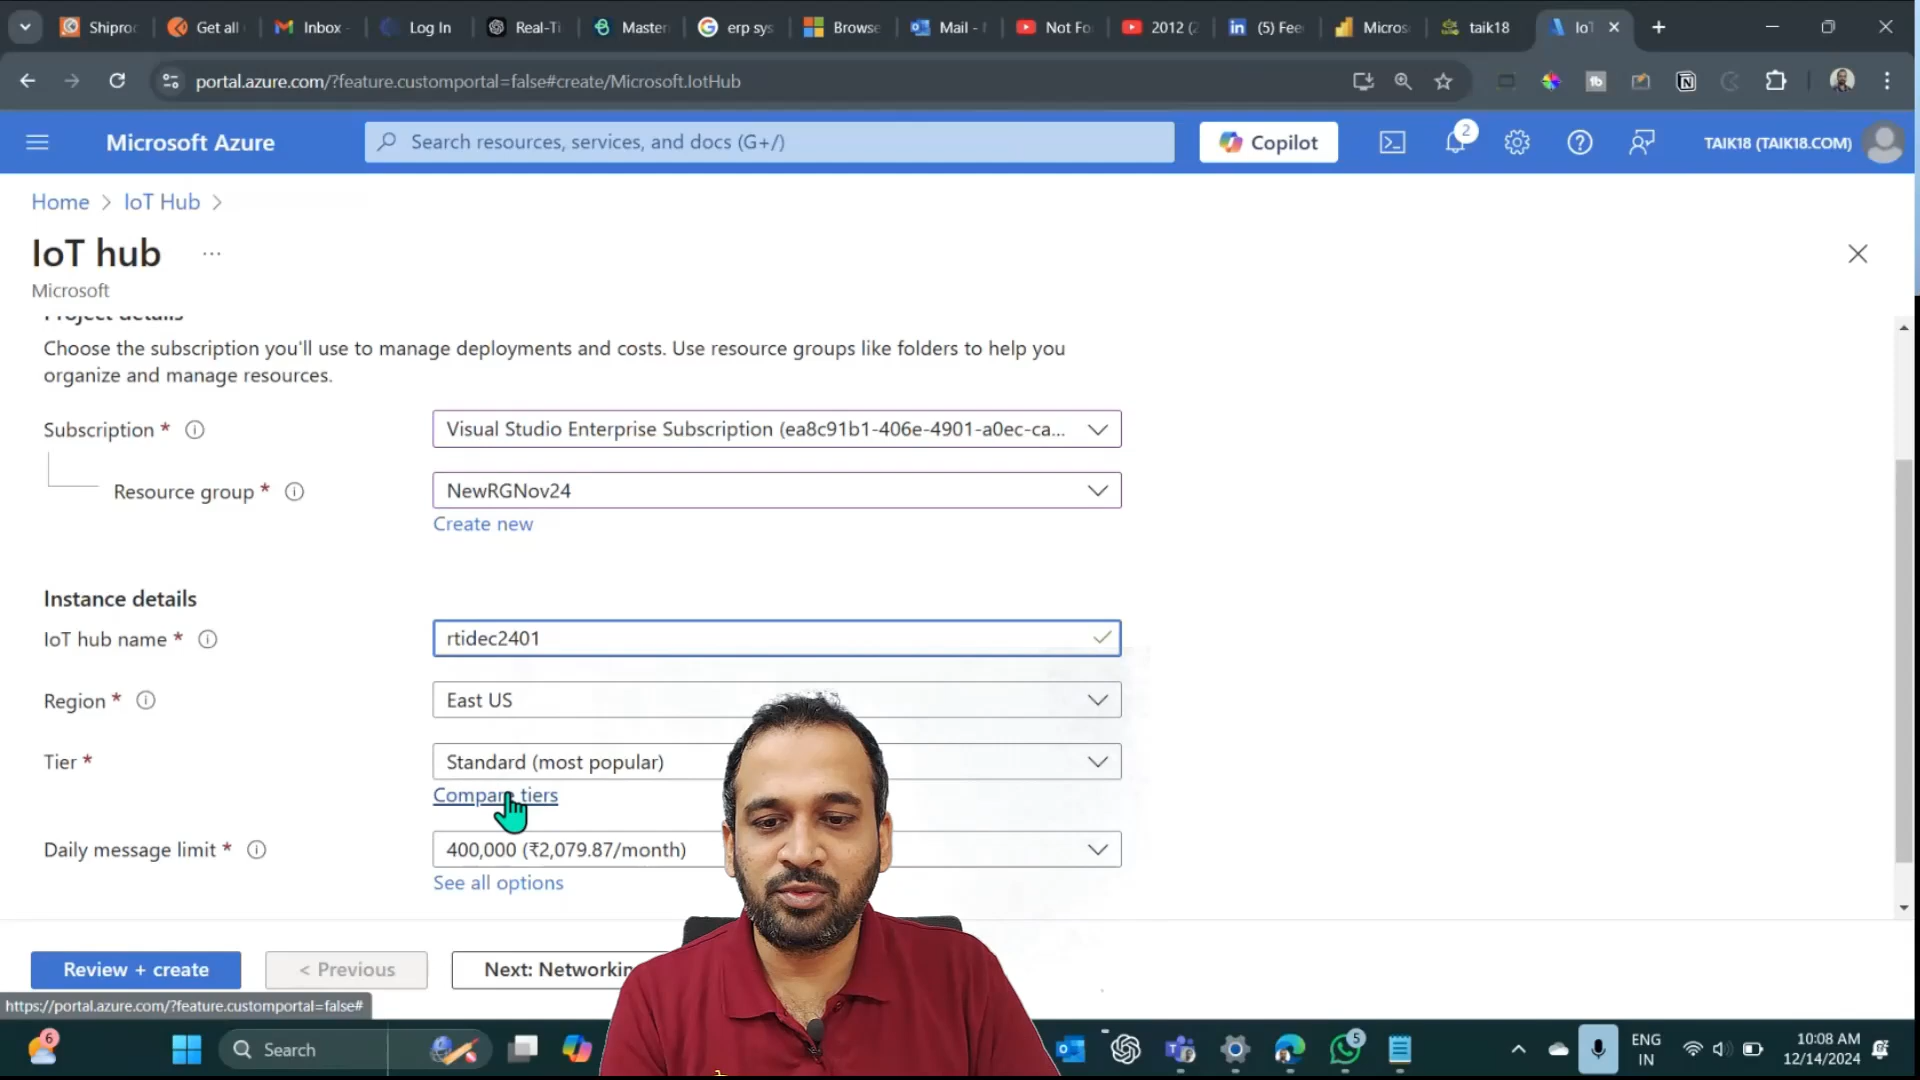 Shiproc
Get all
Inbox
Log In
Real-Ti
Master
erp sys
Browse
Mail -
Not Fo
2012 (
(5) Fee
Micros
taik18
IoT
portal.azure.com/?feature.customportal=false#create/Microsoft.IotHub
Microsoft Azure
Search resources, services, and docs (G+/)
Copilot
2
TAIK18 (TAIK18.COM)
Home > IoT Hub >
IoT hub ...
Microsoft
Project details
Choose the subscription you'll use to manage deployments and costs. Use resource groups like folders to help you
organize and manage resources.
Subscription *
Visual Studio Enterprise Subscription (ea8c91b1-406e-4901-a0ec-ca...
Resource group *
NewRGNov24
Create new
Instance details
IoT hub name *
rtidec2401
Region *
East US
Tier *
Standard (most popular)
Compare tiers
Daily message limit *
400,000 (₹2,079.87/month)
See all options
Review + create
< Previous
Next: Networkin
https://portal.azure.com/?feature.customportal=false#
6
Search
5
ENG
IN
10:08 AM
12/14/2024